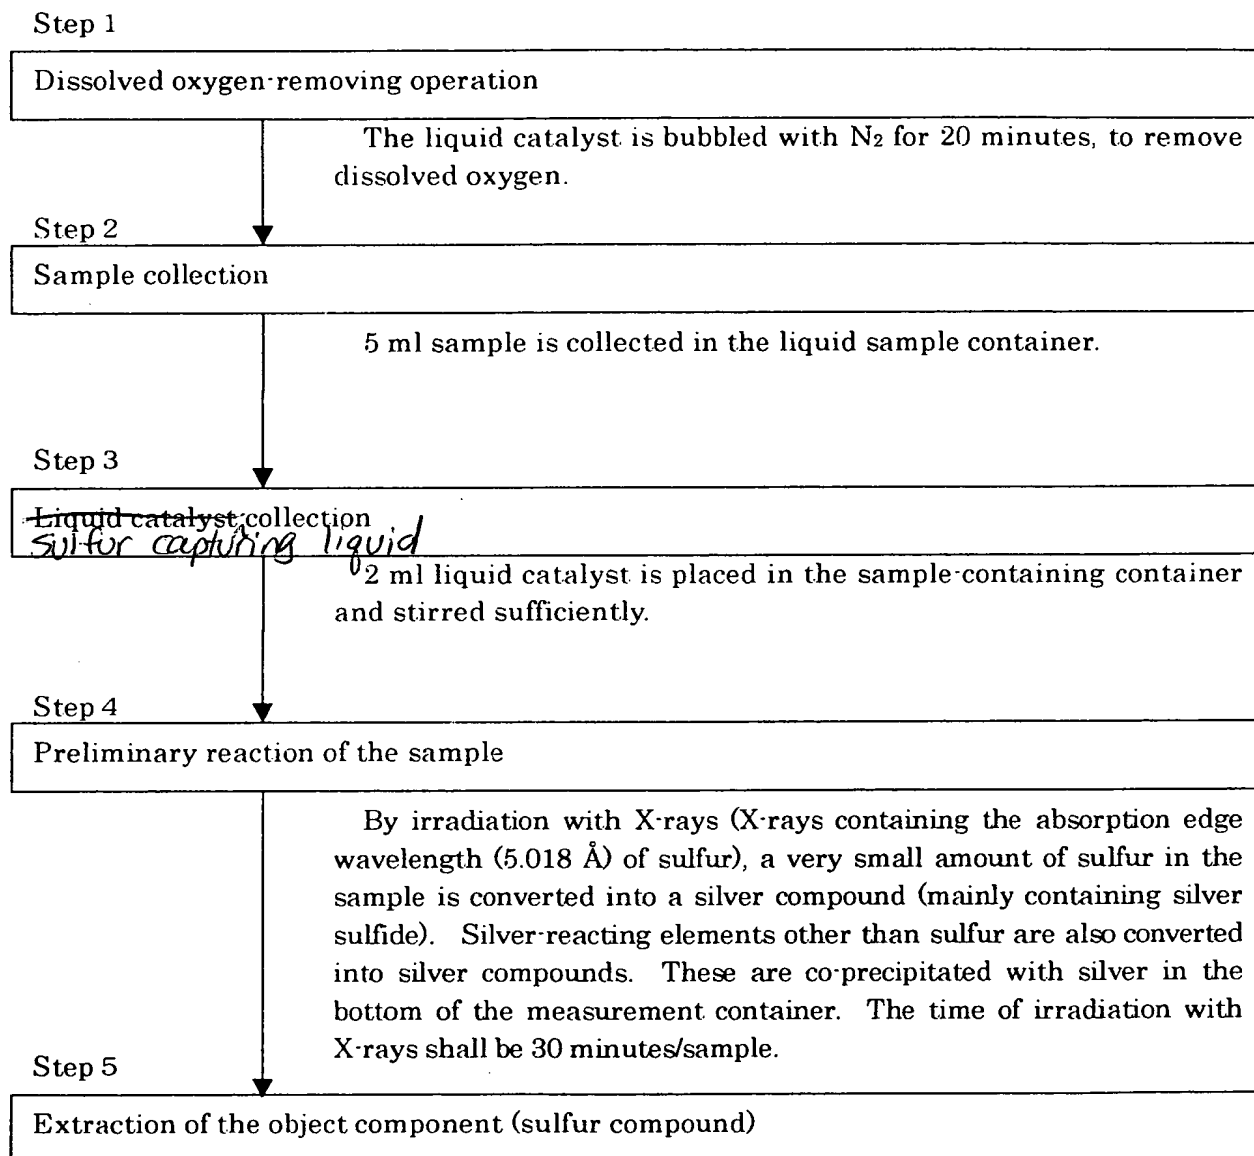 Step 1
Dissolved oxygen-removing operation
The liquid catalyst is bubbled with N₂ for 20 minutes, to remove
dissolved oxygen.
Step 2
Sample collection
5 ml sample is collected in the liquid sample container.
Step 3
Liquid catalyst collection
sulfur capturing liquid
2 ml liquid catalyst is placed in the sample-containing container
and stirred sufficiently.
Step 4
Preliminary reaction of the sample
By irradiation with X-rays (X-rays containing the absorption edge
wavelength (5.018 Å) of sulfur), a very small amount of sulfur in the
sample is converted into a silver compound (mainly containing silver
sulfide). Silver-reacting elements other than sulfur are also converted
into silver compounds. These are co-precipitated with silver in the
bottom of the measurement container. The time of irradiation with
X-rays shall be 30 minutes/sample.
Step 5
Extraction of the object component (sulfur compound)